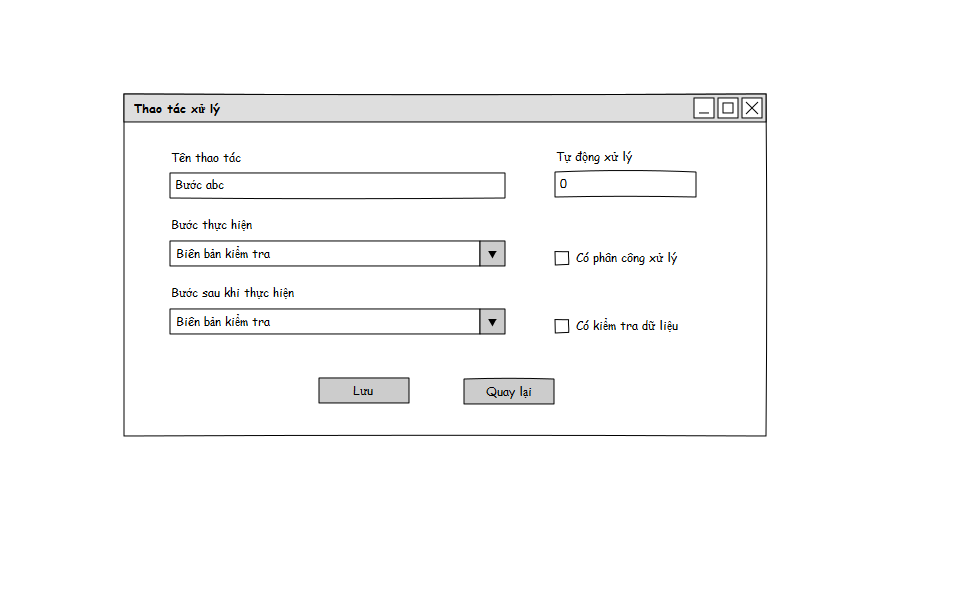 Thao tác xử lý
Tên thao tác
Tự động xử lý
Bước abc
0
Bước thực hiện
Biên bản kiểm tra
Có phân công xử lý
Bước sau khi thực hiện
Biên bản kiểm tra
Có kiểm tra dữ liệu
Lưu
Quay lại